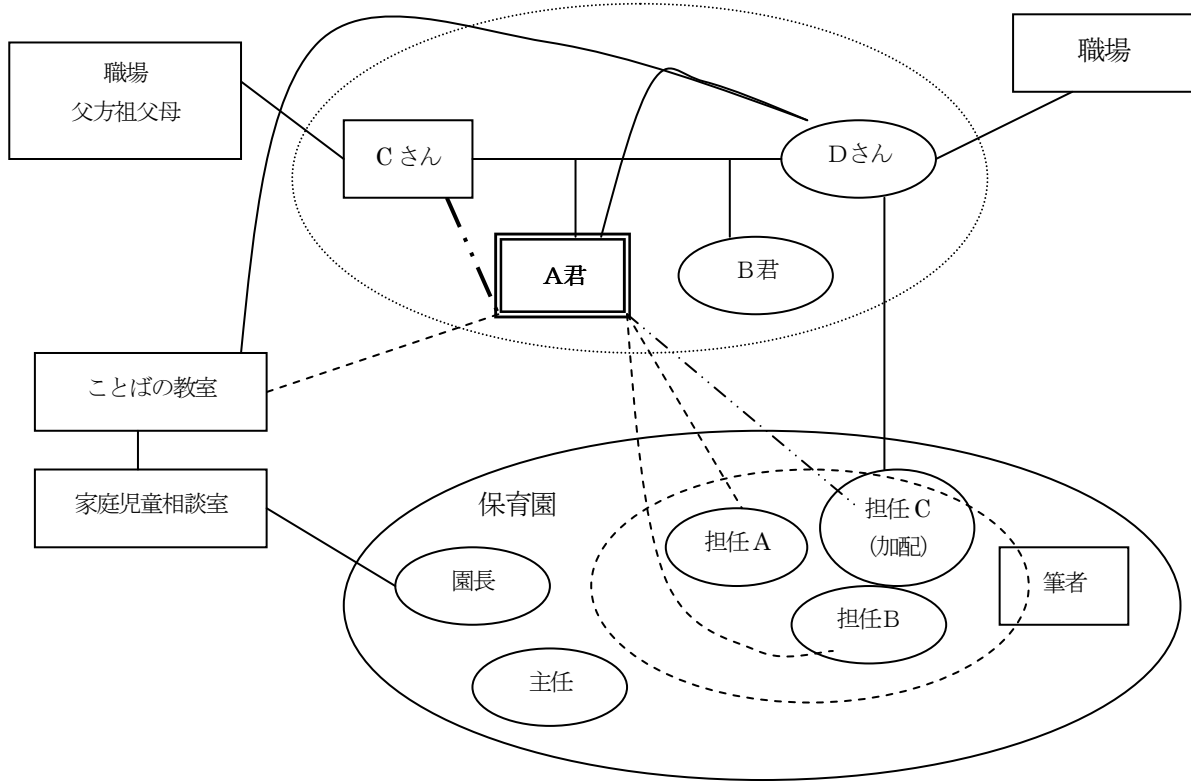 職場
父方祖父母
職場
Cさん
Dさん
A君
B君
ことばの教室
家庭児童相談室
保育園
担任A
担任C
（加配）
園長
担任B
筆者
主任